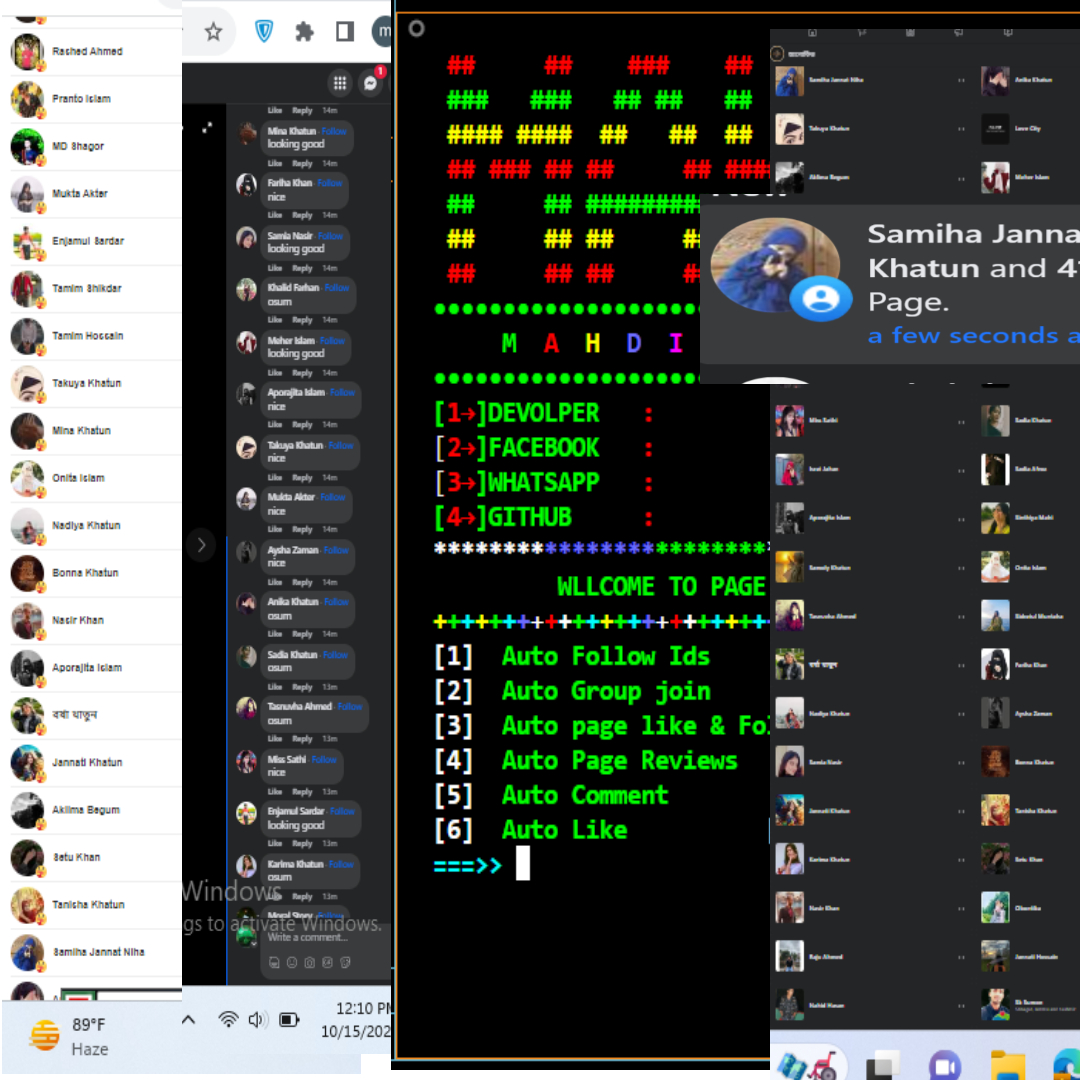 Rashed Ahmed
Pranto Islam
MD Shagor
Mukta Akter
Enjamul Sardar
Tamim Shikdar
Tamim Hossain
Takuya Khatun
Mina Khatun
Onita Islam
Nadiya Khatun
Bonna Khatun
Nasir Khan
Aporajita Islam
বর্ষা খাতুন
Jannati Khatun
Aklima Begum
Setu Khan
Tanisha Khatun
Samiha Jannat Niha
89°F
Haze
m
1
Like Reply 14m
Mina Khatun · Follow
looking good
Like Reply 14m
Fariha Khan · Follow
nice
Like Reply 14m
Samia Nasir · Follow
looking good
Like Reply 14m
Khalid Farhan · Follow
osum
Like Reply 14m
Meher Islam · Follow
looking good
Like Reply 14m
Aporajita Islam · Follow
nice
Like Reply 14m
Takuya Khatun · Follow
nice
Like Reply 14m
Mukta Akter · Follow
nice
Like Reply 14m
Aysha Zaman · Follow
nice
Like Reply 14m
Anika Khatun · Follow
osum
Like Reply 14m
Sadia Khatun · Follow
osum
Like Reply 13m
Tasnuvha Ahmed · Follow
osum
Like Reply 13m
Miss Sathi · Follow
nice
Like Reply 13m
Enjamul Sardar · Follow
looking good
Like Reply 13m
Karima Khatun · Follow
osum
Like Reply 13m
Moral Story · Follow
Windows
gs to activate Windows.
Write a comment...
12:10 PM
10/15/202
M A H D I
[1→]DEVOLPER :
[2→]FACEBOOK :
[3→]WHATSAPP :
[4→]GITHUB :
************************
WLLCOME TO PAGE
++++++++++++++++++++++++
[1] Auto Follow Ids
[2] Auto Group join
[3] Auto page like & Fol
[4] Auto Page Reviews
[5] Auto Comment
[6] Auto Like
===>>
Samiha Jannat Niha
Anika Khatun
Takuya Khatun
Love City
Aklima Begum
Meher Islam
Samiha Janna
Khatun and 4
Page.
a few seconds a
Miss Sathi
Sadia Khatun
Israt Jahan
Sadia Afroz
Aporajita Islam
Onita Islam
Tasnuvha Ahmed
বর্ষা খাতুন
Fariha Khan
Nadiya Khatun
Aysha Zaman
Samia Nasir
Bonna Khatun
Jannati Khatun
Tanisha Khatun
Karima Khatun
Setu Khan
Nasir Khan
Raju Ahmed
Jannati Hossain
Nahid Hasan